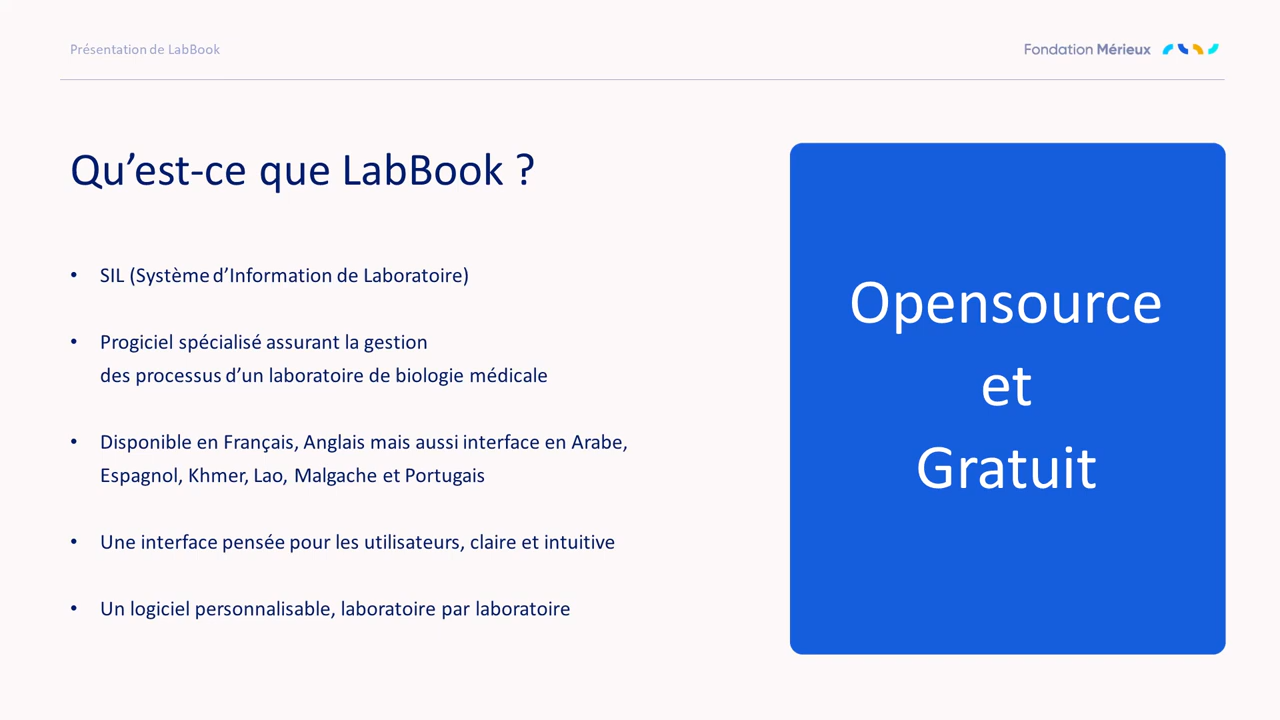 Présentation de LabBook
Fondation Mérieux
Qu’est-ce que LabBook ?
• SIL (Système d’Information de Laboratoire)
• Progiciel spécialisé assurant la gestion
des processus d’un laboratoire de biologie médicale
• Disponible en Français, Anglais mais aussi interface en Arabe,
Espagnol, Khmer, Lao, Malgache et Portugais
• Une interface pensée pour les utilisateurs, claire et intuitive
• Un logiciel personnalisable, laboratoire par laboratoire
Opensource
et
Gratuit